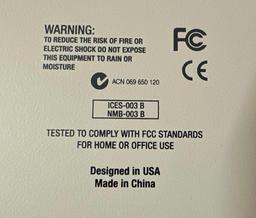 WARNING:
TO REDUCE THE RISK OF FIRE OR
ELECTRIC SHOCK DO NOT EXPOSE
THIS EQUIPMENT TO RAIN OR
MOISTURE
FC
CE
ACN 069 650 120
ICES-003 B
NMB-003 B
TESTED TO COMPLY WITH FCC STANDARDS
FOR HOME OR OFFICE USE
Designed in USA
Made in China